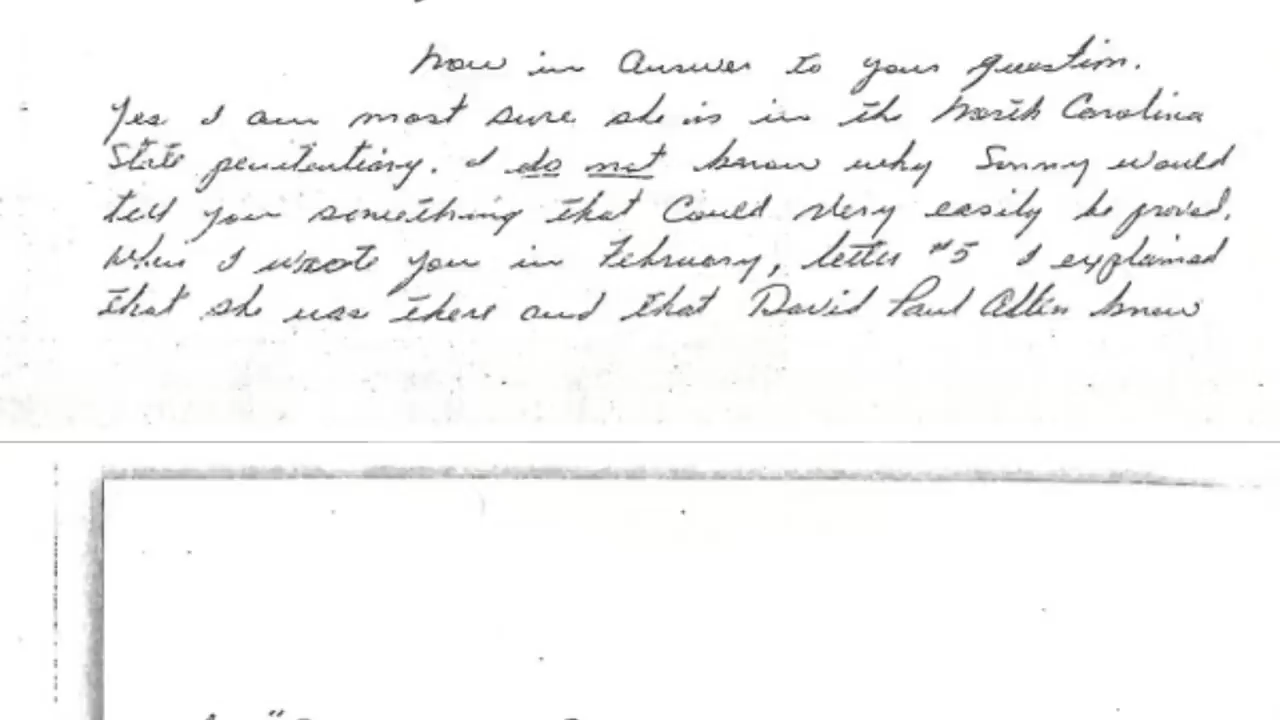 Now in Answer to your question.
Yes I am most sure she is in the North Carolina
State penitentiary. I do not know why Sonny would
tell you something that Could very easily be proved.
When I wrote you in February, letter #5 I explained
that she was there and that David Paul Allen knew